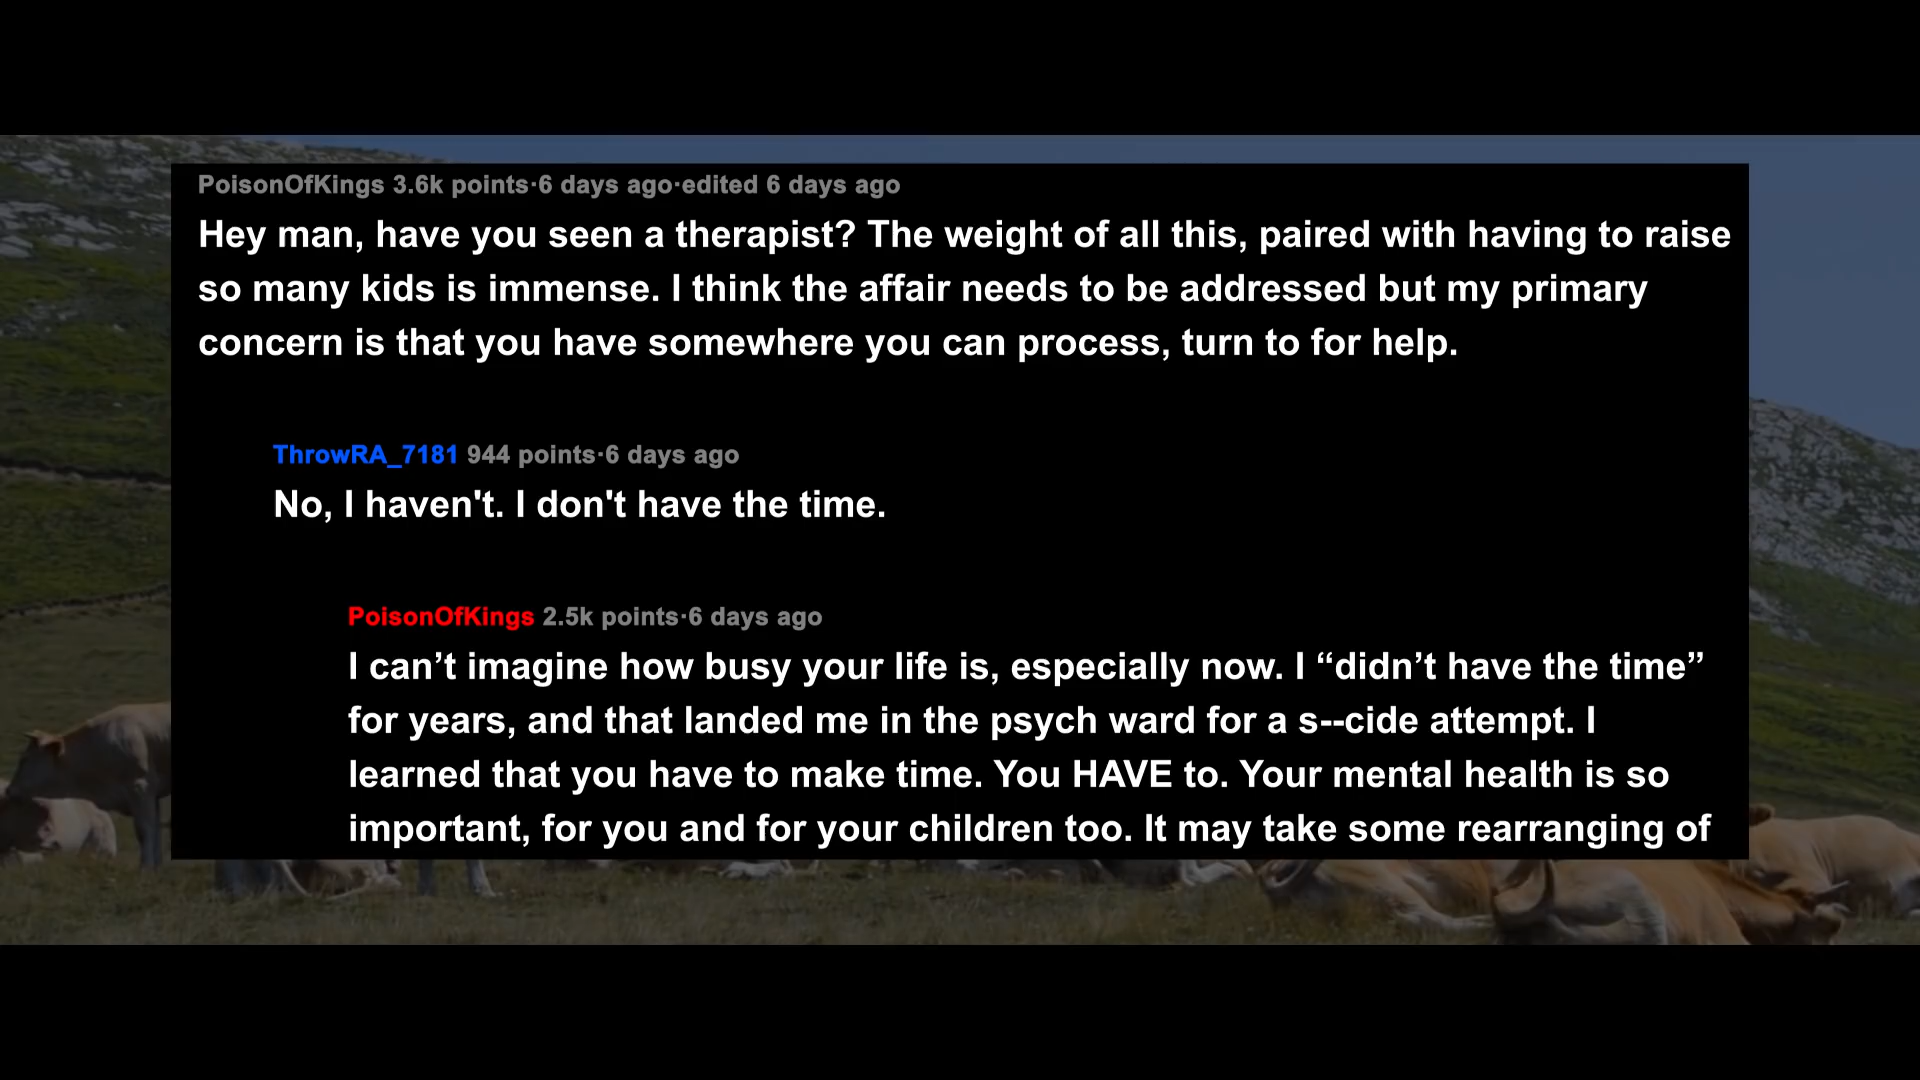 PoisonOfKings 3.6k points·6 days ago·edited 6 days ago
Hey man, have you seen a therapist? The weight of all this, paired with having to raise
so many kids is immense. I think the affair needs to be addressed but my primary
concern is that you have somewhere you can process, turn to for help.
ThrowRA_7181 944 points·6 days ago
No, I haven't. I don't have the time.
PoisonOfKings 2.5k points·6 days ago
I can’t imagine how busy your life is, especially now. I “didn’t have the time”
for years, and that landed me in the psych ward for a s--cide attempt. I
learned that you have to make time. You HAVE to. Your mental health is so
important, for you and for your children too. It may take some rearranging of